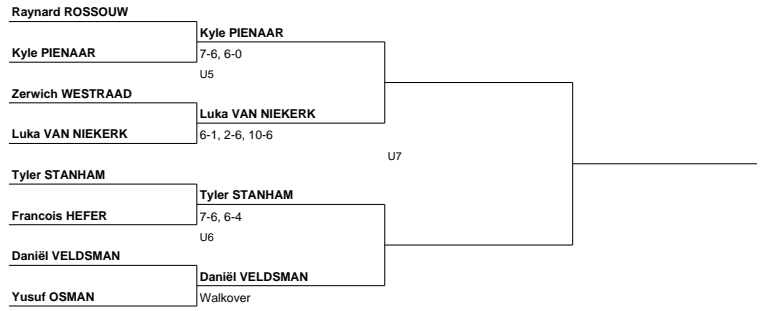 Raynard ROSSOUW
Kyle PIENAAR
Kyle PIENAAR
7-6, 6-0
U5
Zerwich WESTRAAD
Luka VAN NIEKERK
Luka VAN NIEKERK
6-1, 2-6, 10-6
U7
Tyler STANHAM
Tyler STANHAM
Francois HEFER
7-6, 6-4
U6
Daniël VELDSMAN
Daniël VELDSMAN
Yusuf OSMAN
Walkover